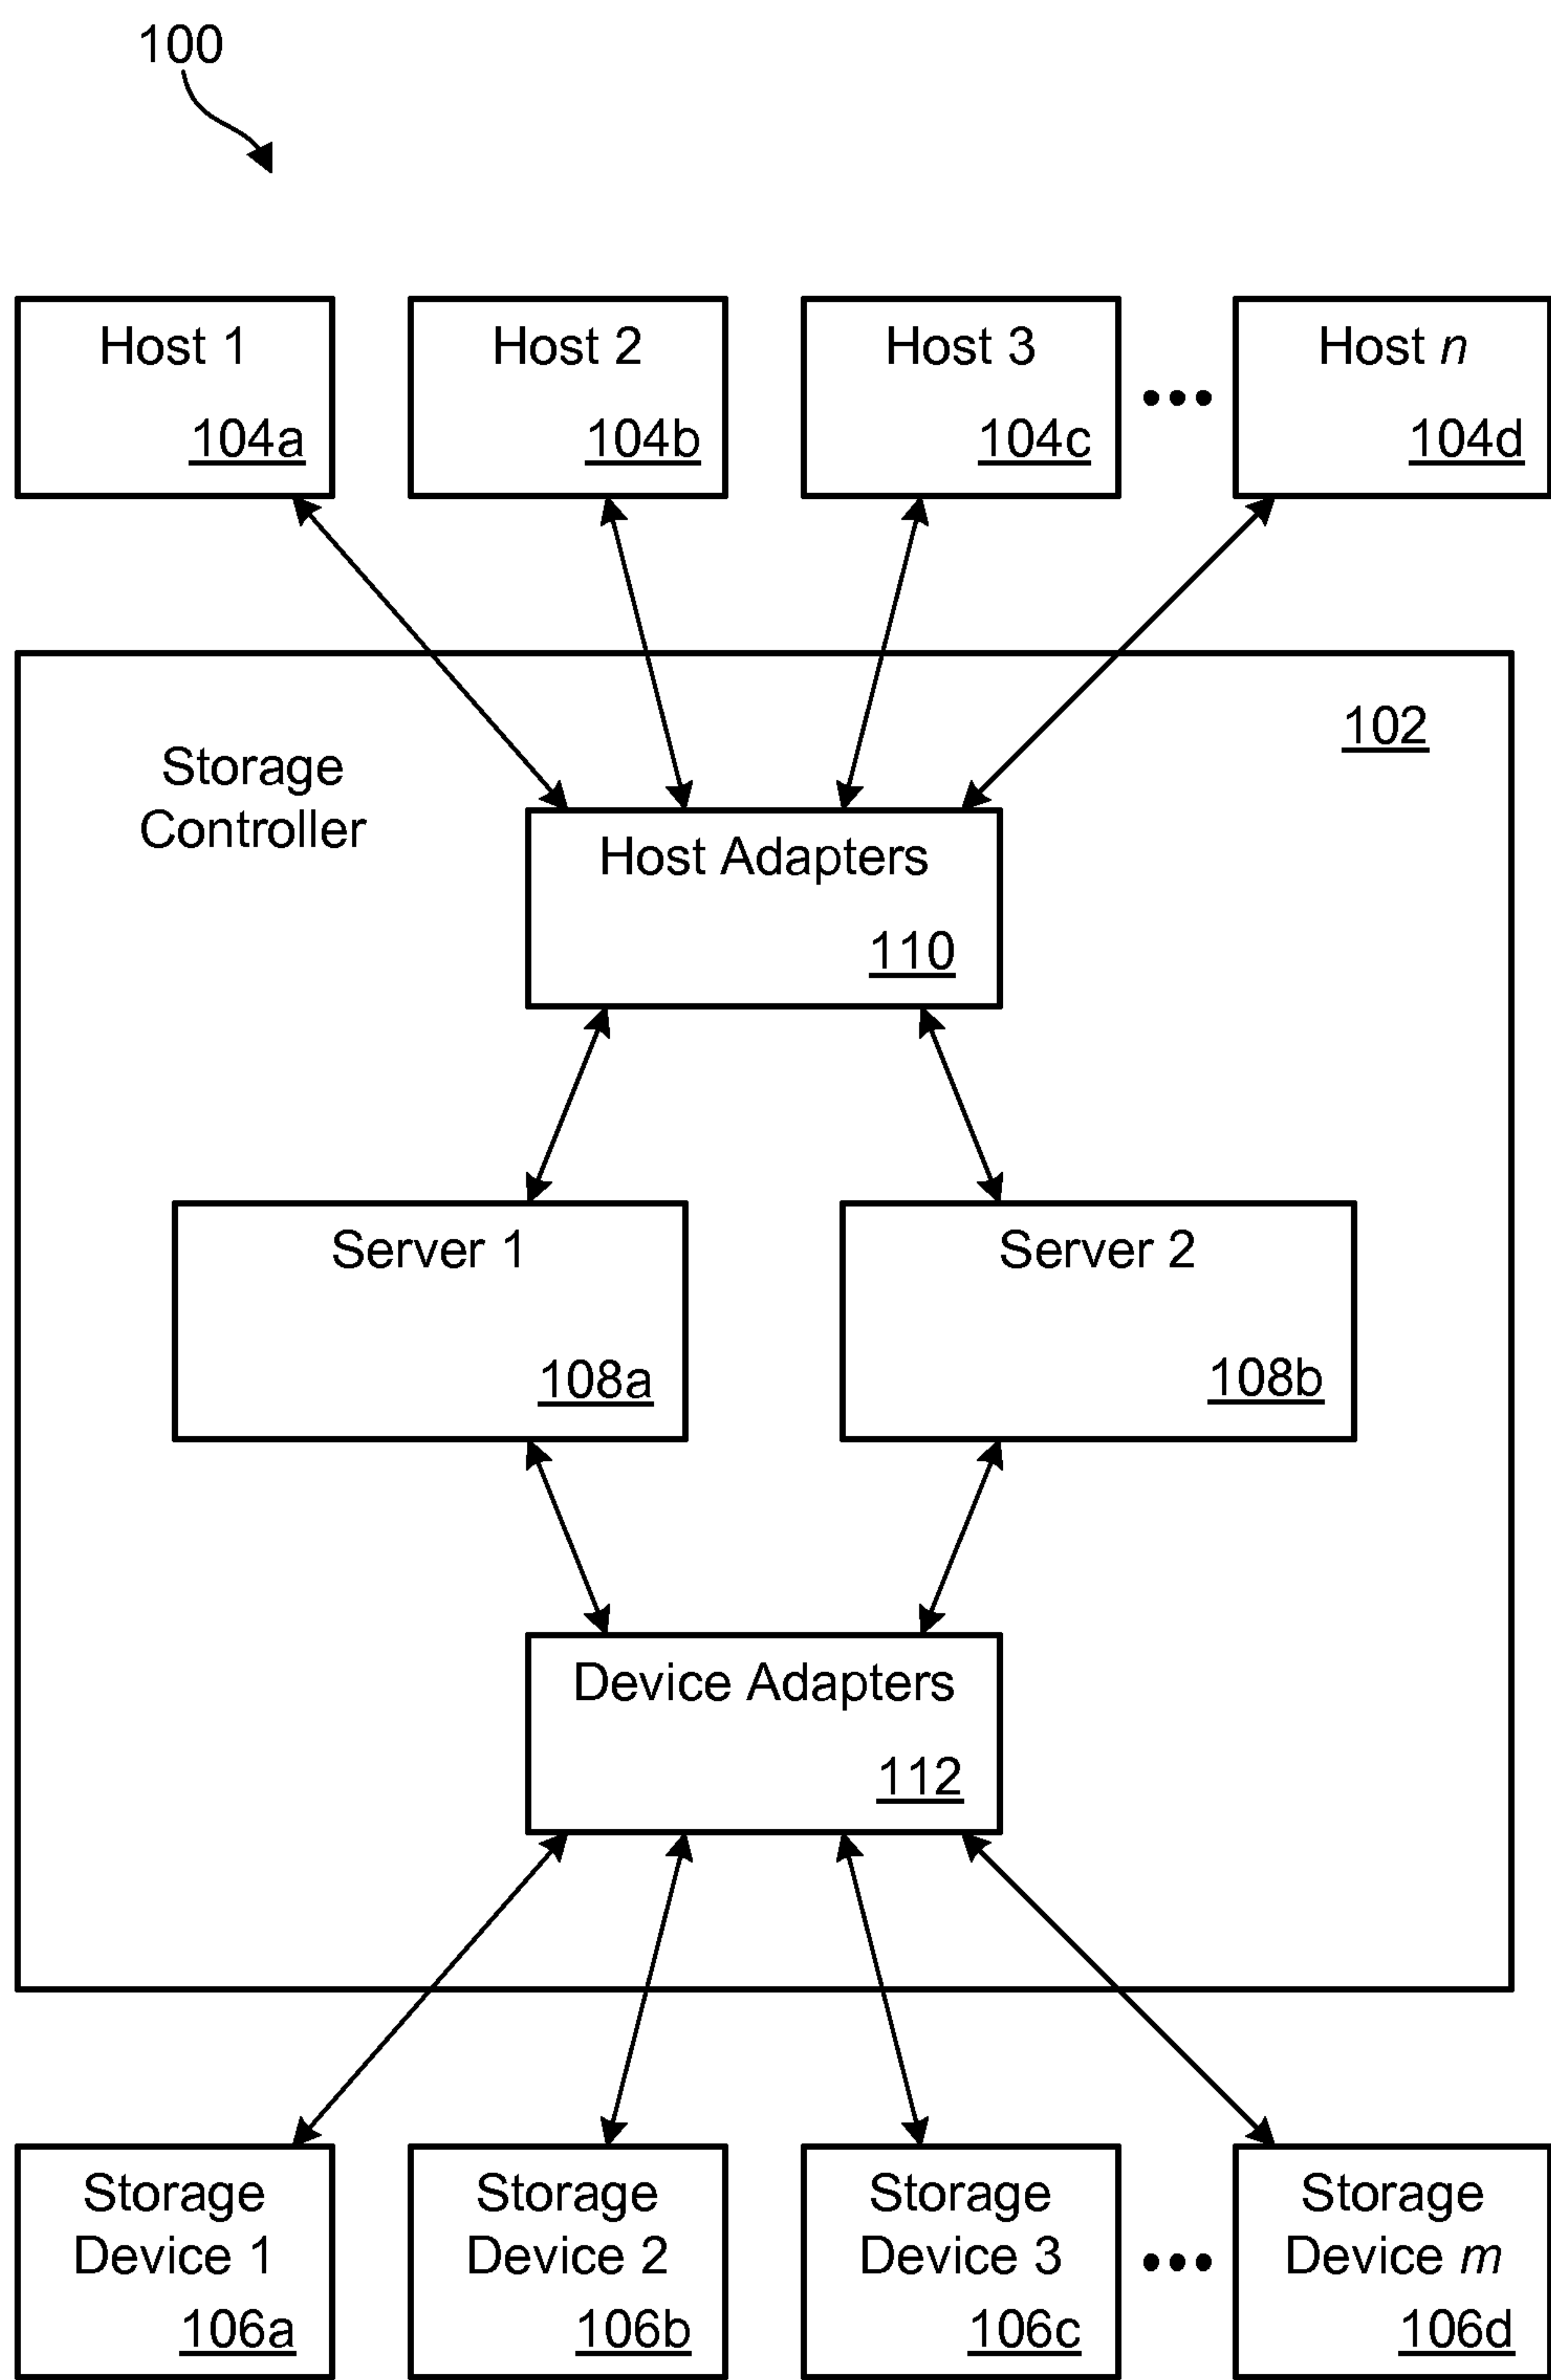 100
Host 1
104a
Host 2
104b
Host 3
104c
Host n
104d
Storage
Controller
102
Host Adapters
110
Server 1
108a
Server 2
108b
Device Adapters
112
Storage
Device 1
106a
Storage
Device 2
106b
Storage
Device 3
106c
Storage
Device m
106d